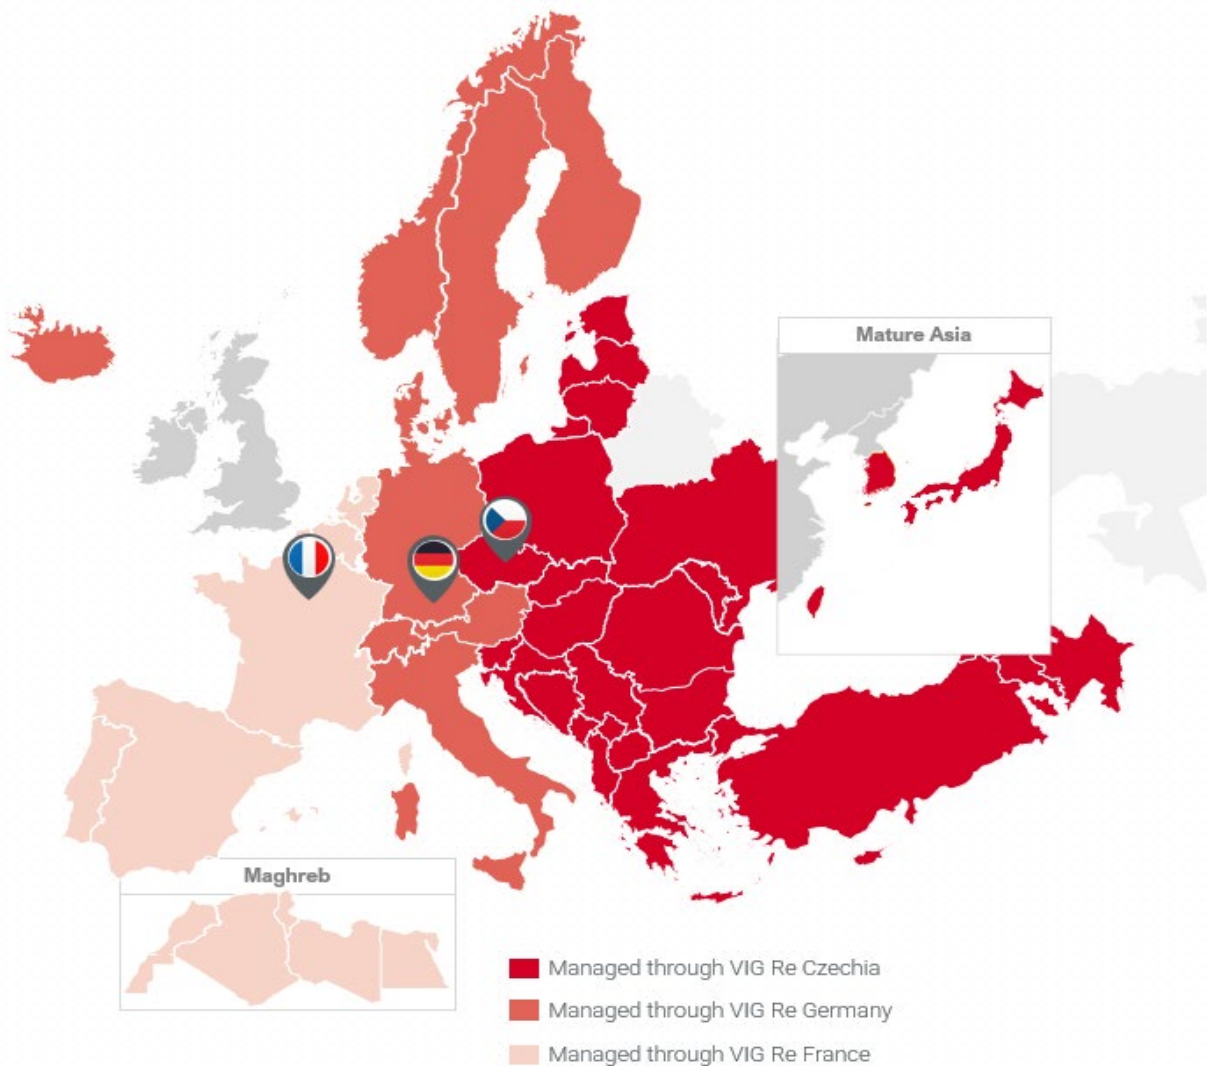 Mature Asia
Maghreb
Managed through VIG Re Czechia
Managed through VIG Re Germany
Managed through VIG Re France